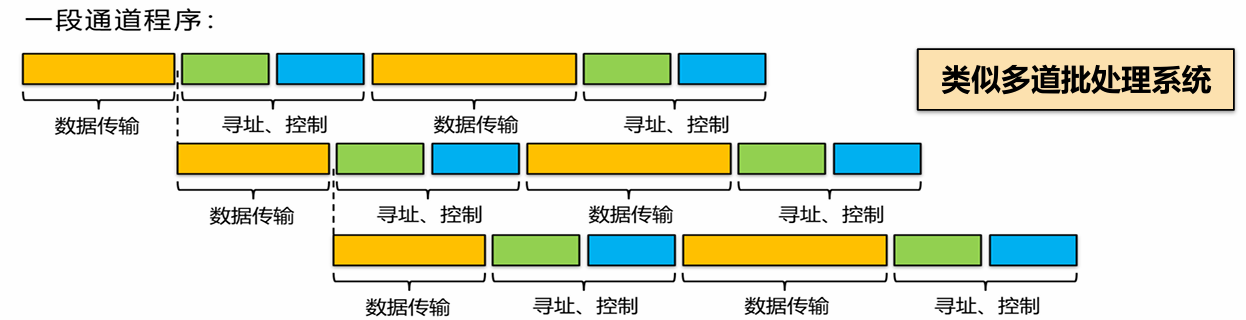 一段通道程序：
类似多道批处理系统
数据传输
寻址、控制
数据传输
寻址、控制
数据传输
寻址、控制
数据传输
寻址、控制
数据传输
寻址、控制
数据传输
寻址、控制